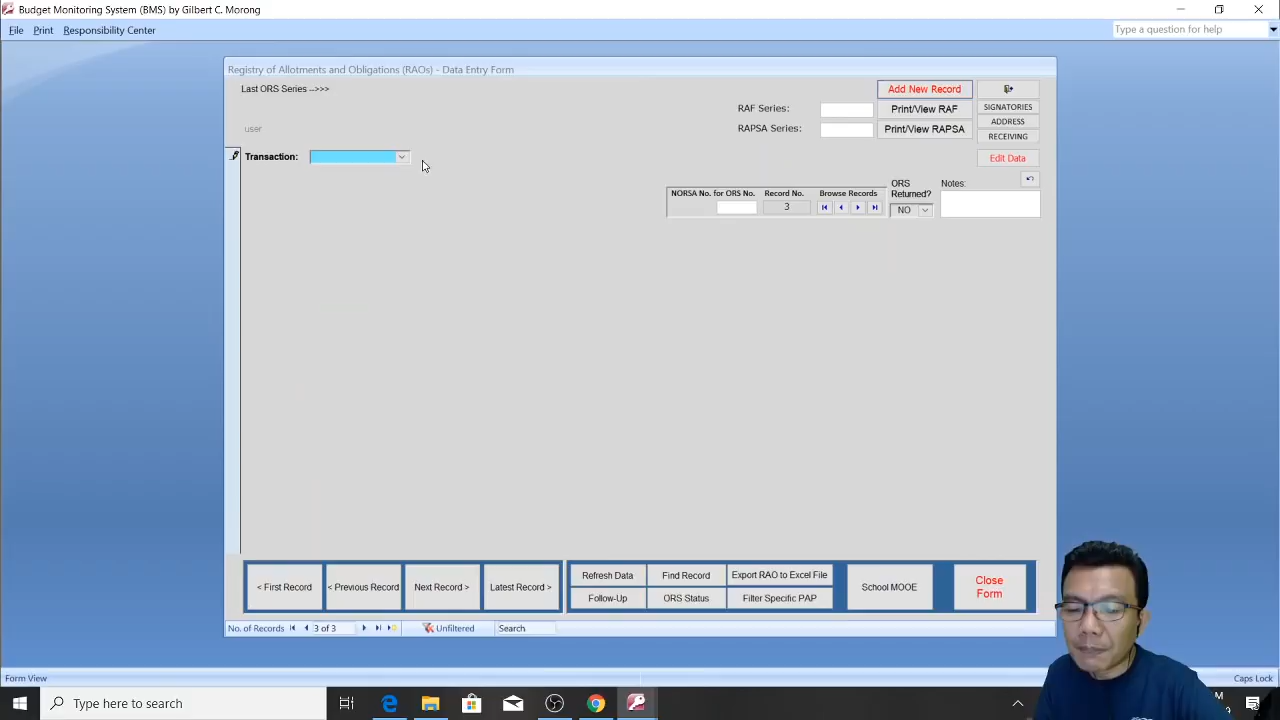 Budget Monitoring System (BMS) by Gilbert C. Morong
File Print Responsibility Center
Type a question for help
Registry of Allotments and Obligations (RAOs) - Data Entry Form
Last ORS Series -->>>
Add New Record
RAF Series:
Print/View RAF
SIGNATORIES
ADDRESS
user
RAPSA Series:
Print/View RAPSA
RECEIVING
Transaction:
Edit Data
NORSA No. for ORS No. Record No. Browse Records
3
ORS
Returned?
NO
Notes:
< First Record
< Previous Record
Next Record >
Latest Record >
Refresh Data
Find Record
Export RAO to Excel File
Follow-Up
ORS Status
Filter Specific PAP
School MOOE
Close
Form
No. of Records 3 of 3 Unfiltered Search
Form View
Caps Lock
Type here to search